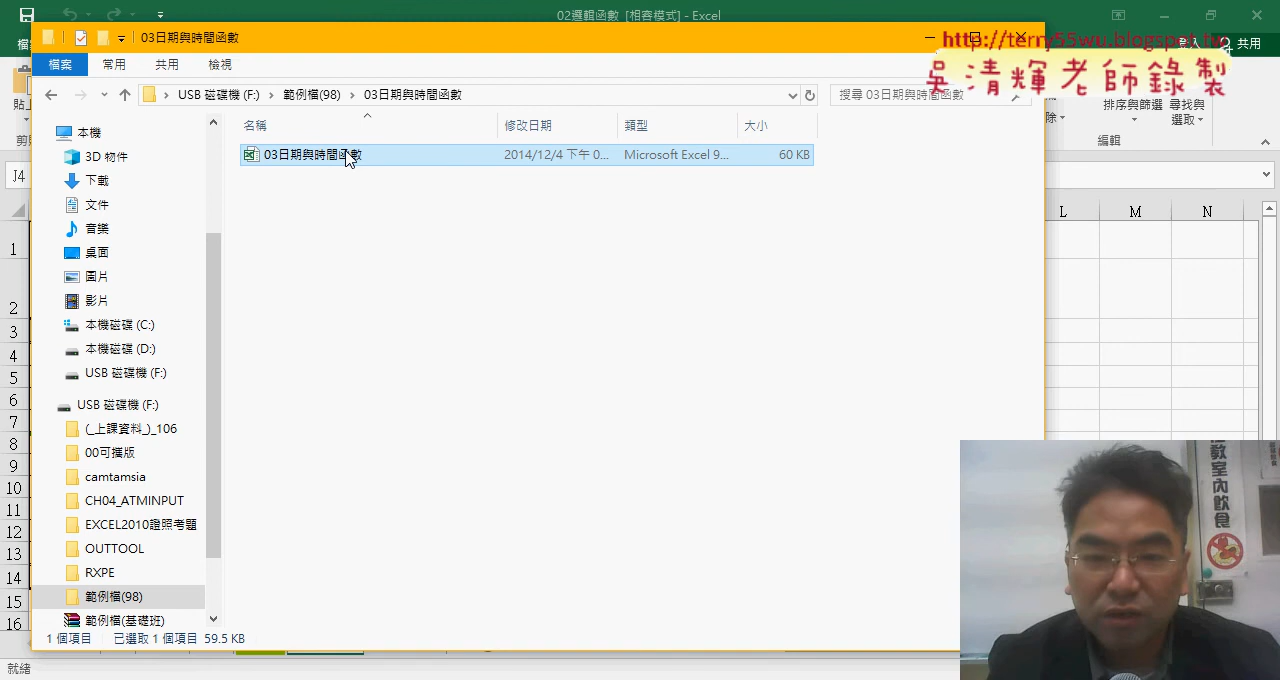 02邏輯函數 [相容模式] - Excel
03日期與時間函數
http://terry55wu.blogspot.tw
登入
共用
吳清輝老師錄製
檔案
常用
共用
檢視
USB 磁碟機 (F:) › 範例檔(98) › 03日期與時間函數
搜尋 03日期與時間函數
排序與篩選
尋找與
選取
編輯
名稱
修改日期
類型
大小
03日期與時間函數
2014/12/4 下午 0...
Microsoft Excel 9...
60 KB
J4
L
M
N
1
2
3
4
5
6
7
8
9
10
11
12
13
14
15
16
本機
3D 物件
下載
文件
音樂
桌面
圖片
影片
本機磁碟 (C:)
本機磁碟 (D:)
USB 磁碟機 (F:)
USB 磁碟機 (F:)
(_上課資料_)_106
00可攜版
camtamsia
CH04_ATMINPUT
EXCEL2010證照考題
OUTTOOL
RXPE
範例檔(98)
範例檔(基礎班)
1 個項目
已選取 1 個項目
59.5 KB
就緒
教室內飲食